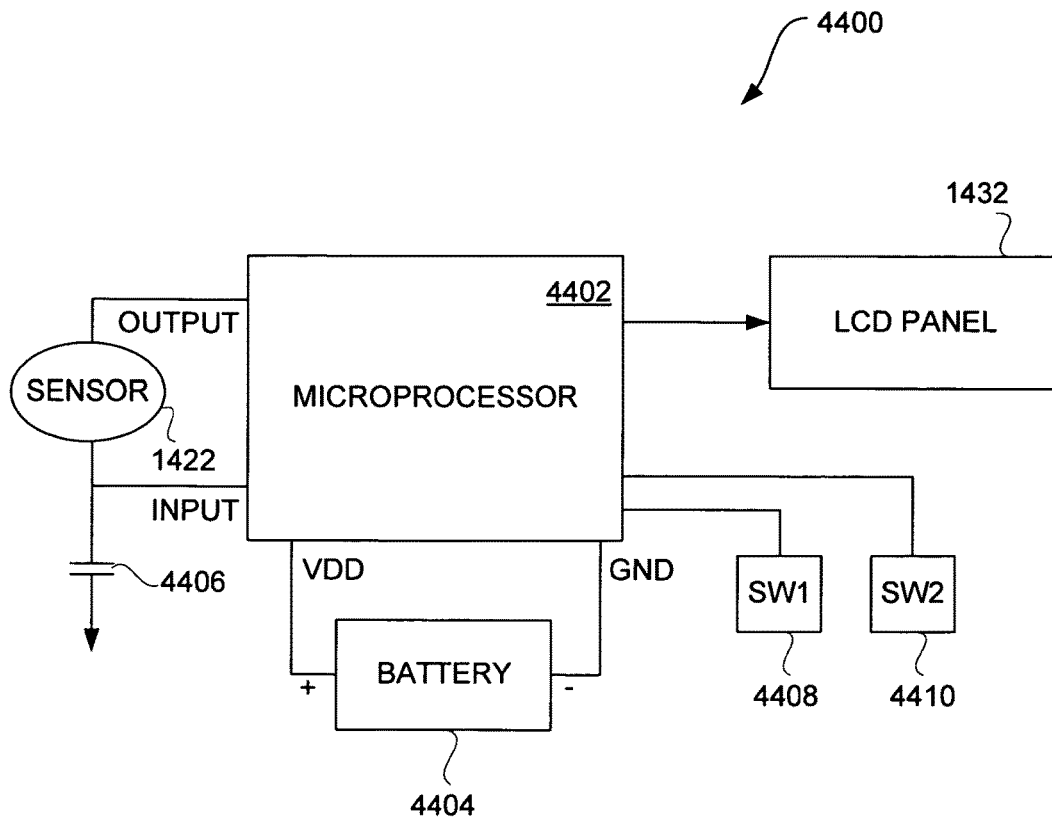 4400
1432
4402
OUTPUT
LCD PANEL
SENSOR
MICROPROCESSOR
1422
INPUT
4406
VDD
GND
SW1
SW2
BATTERY
+
-
4408
4410
4404